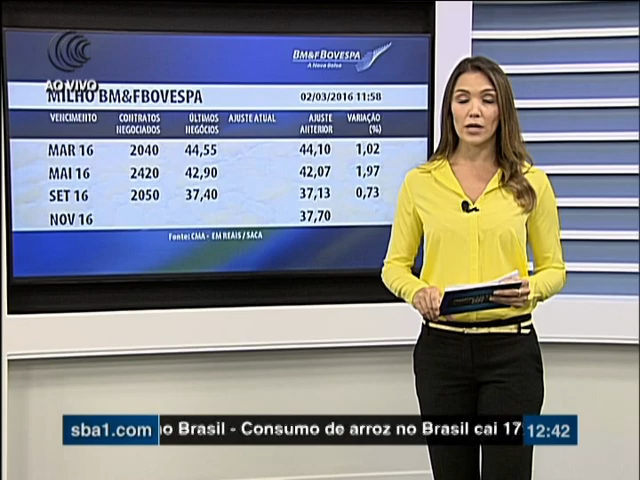 BM&FBOVESPA
A Nova Bolsa
AO VIVO
MILHO BM&FBOVESPA 02/03/2016 11:58
VENCIMENTO CONTRATOS NEGOCIADOS ÚLTIMOS NEGÓCIOS AJUSTE ATUAL AJUSTE ANTERIOR VARIAÇÃO (%)
MAR 16 2040 44,55 44,10 1,02
MAI 16 2420 42,90 42,07 1,97
SET 16 2050 37,40 37,13 0,73
NOV 16 37,70
Fonte: CMA - EM REAIS / SACA
sba1.com o Brasil - Consumo de arroz no Brasil cai 17 12:42